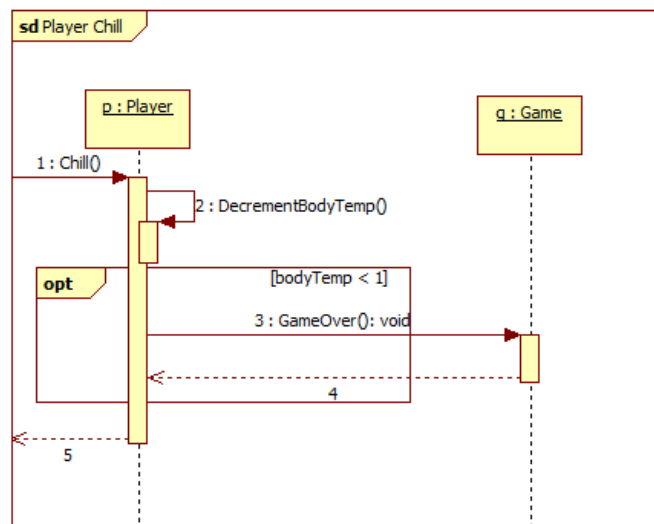 sd Player Chill
p : Player
g : Game
1 : Chill()
2 : DecrementBodyTemp()
opt
[bodyTemp < 1]
3 : GameOver(): void
4
5